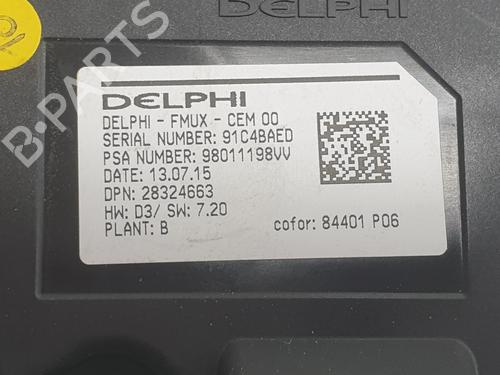 DELPHI
B-PARTS
DELPHI
DELPHI - FMUX - CEM 00
SERIAL NUMBER: 91C4BAED
PSA NUMBER: 98011198VV
DATE: 13.07.15
DPN: 28324663
HW: D3/ SW: 7.20
PLANT: B
cofor: 84401 P06